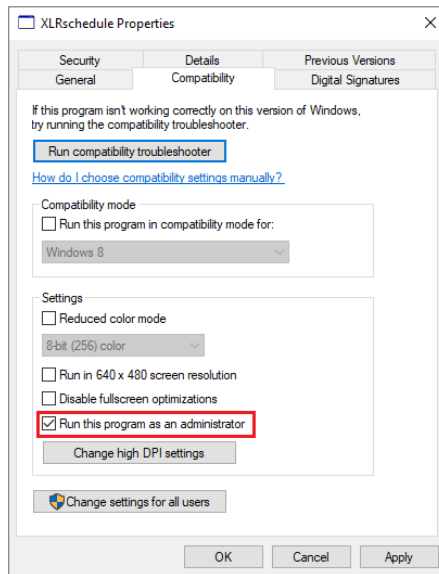 XLRschedule Properties
Security Details Previous Versions
General Compatibility Digital Signatures
If this program isn't working correctly on this version of Windows,
try running the compatibility troubleshooter.
Run compatibility troubleshooter
How do I choose compatibility settings manually?
Compatibility mode
Run this program in compatibility mode for:
Windows 8
Settings
Reduced color mode
8-bit (256) color
Run in 640 x 480 screen resolution
Disable fullscreen optimizations
Run this program as an administrator
Change high DPI settings
Change settings for all users
OK Cancel Apply